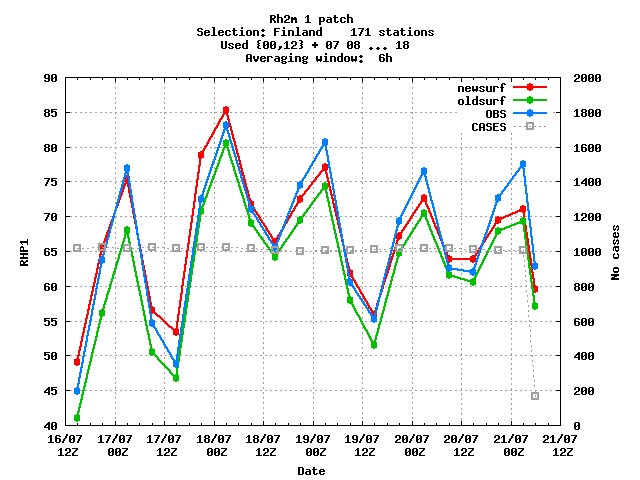 Rh2m 1 patch
Selection: Finland    171 stations
Used {00,12} + 07 08 ... 18
Averaging window:  6h
90
85
80
75
70
65
60
55
50
45
40
2000
1800
1600
1400
1200
1000
800
600
400
200
0
newsurf
oldsurf
OBS
CASES
RHP1
No cases
16/07 17/07 17/07 18/07 18/07 19/07 19/07 20/07 20/07 21/07 21/07
12Z 00Z 12Z 00Z 12Z 00Z 12Z 00Z 12Z 00Z 12Z
Date